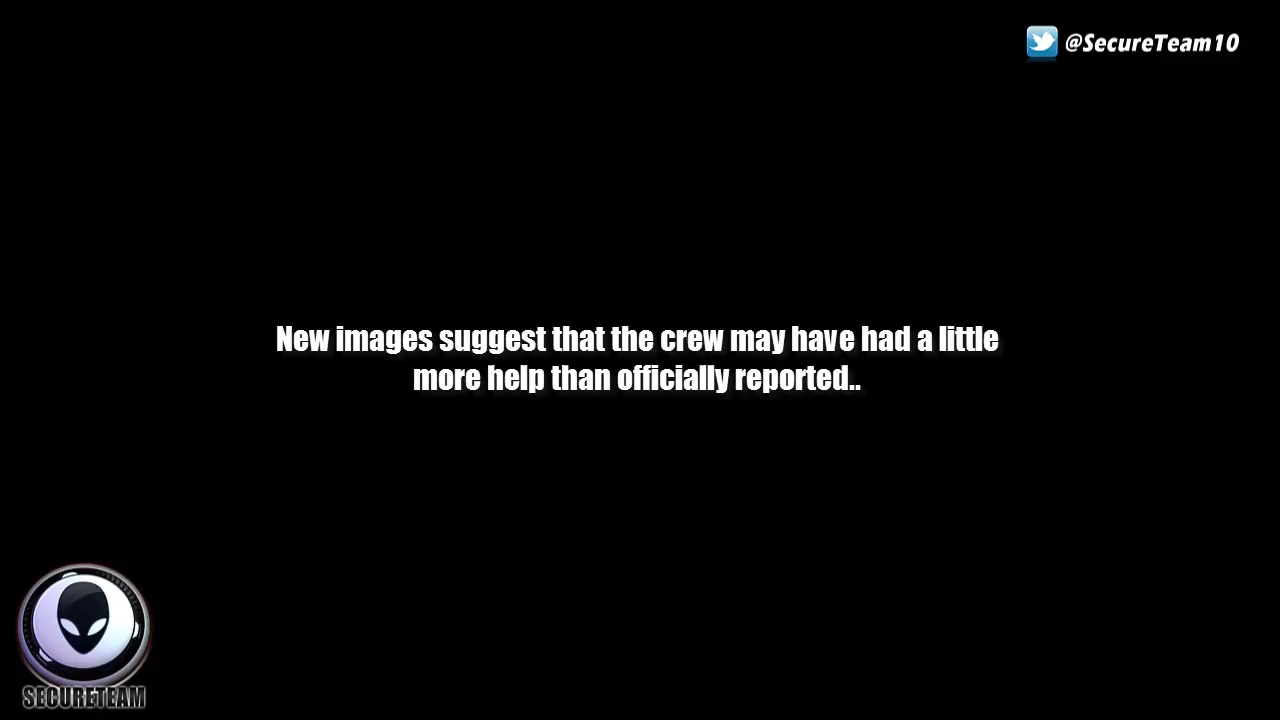 @SecureTeam10
New images suggest that the crew may have had a little
more help than officially reported..
SECURETEAM